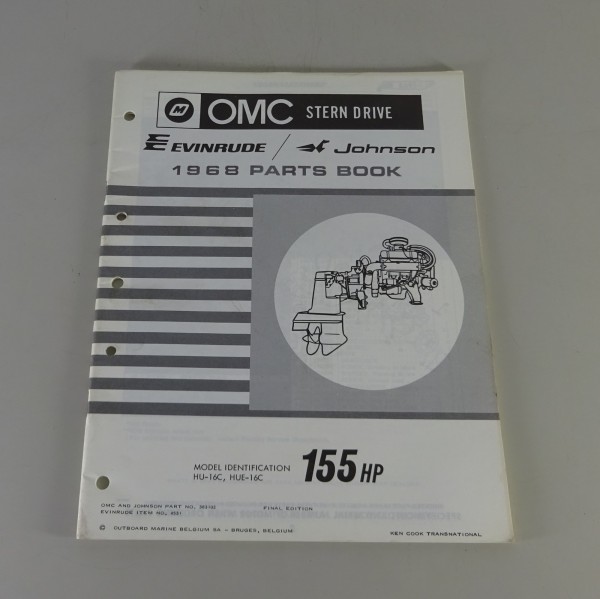 M OMC STERN DRIVE
EVINRUDE / Johnson
1968 PARTS BOOK
MODEL IDENTIFICATION
HU-16C, HUE-16C
155 HP
OMC AND JOHNSON PART NO. FINAL EDITION
EVINRUDE ITEM NO.
© OUTBOARD MARINE BELGIUM SA - BRUGES, BELGIUM
KEN COOK TRANSNATIONAL